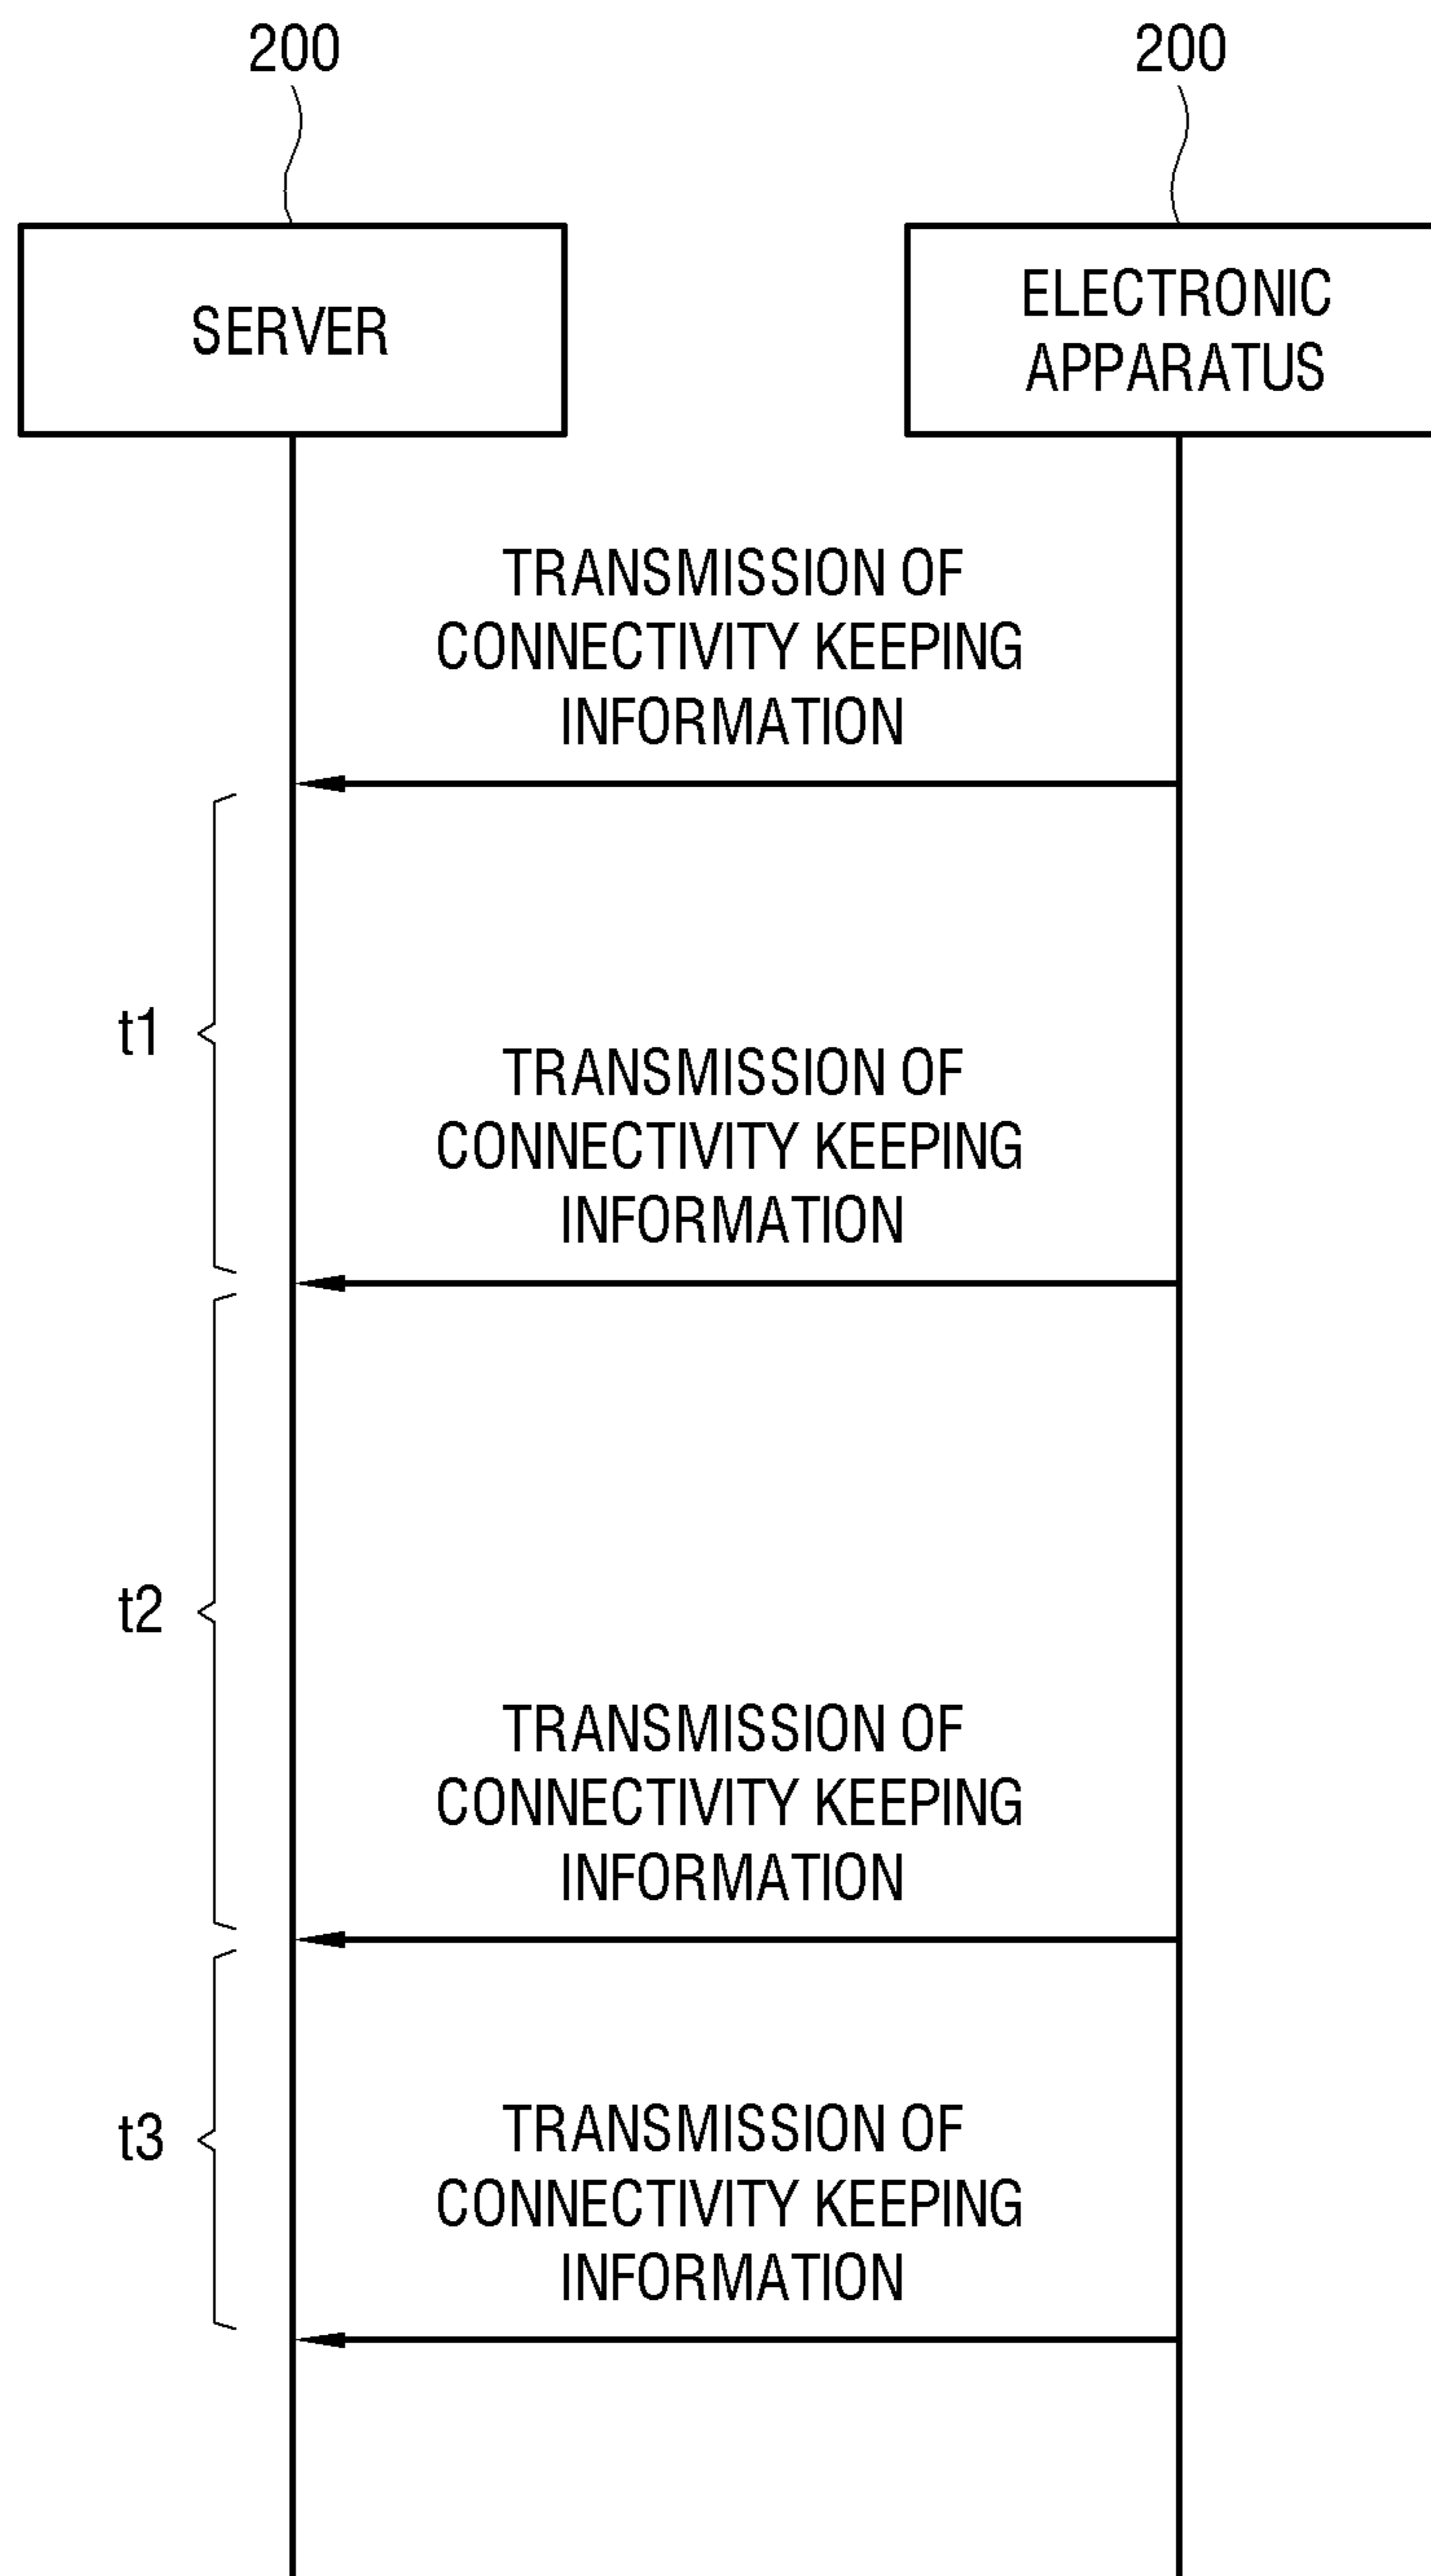 200
200
SERVER
ELECTRONIC
APPARATUS
TRANSMISSION OF
CONNECTIVITY KEEPING
INFORMATION
t1
TRANSMISSION OF
CONNECTIVITY KEEPING
INFORMATION
t2
TRANSMISSION OF
CONNECTIVITY KEEPING
INFORMATION
t3
TRANSMISSION OF
CONNECTIVITY KEEPING
INFORMATION